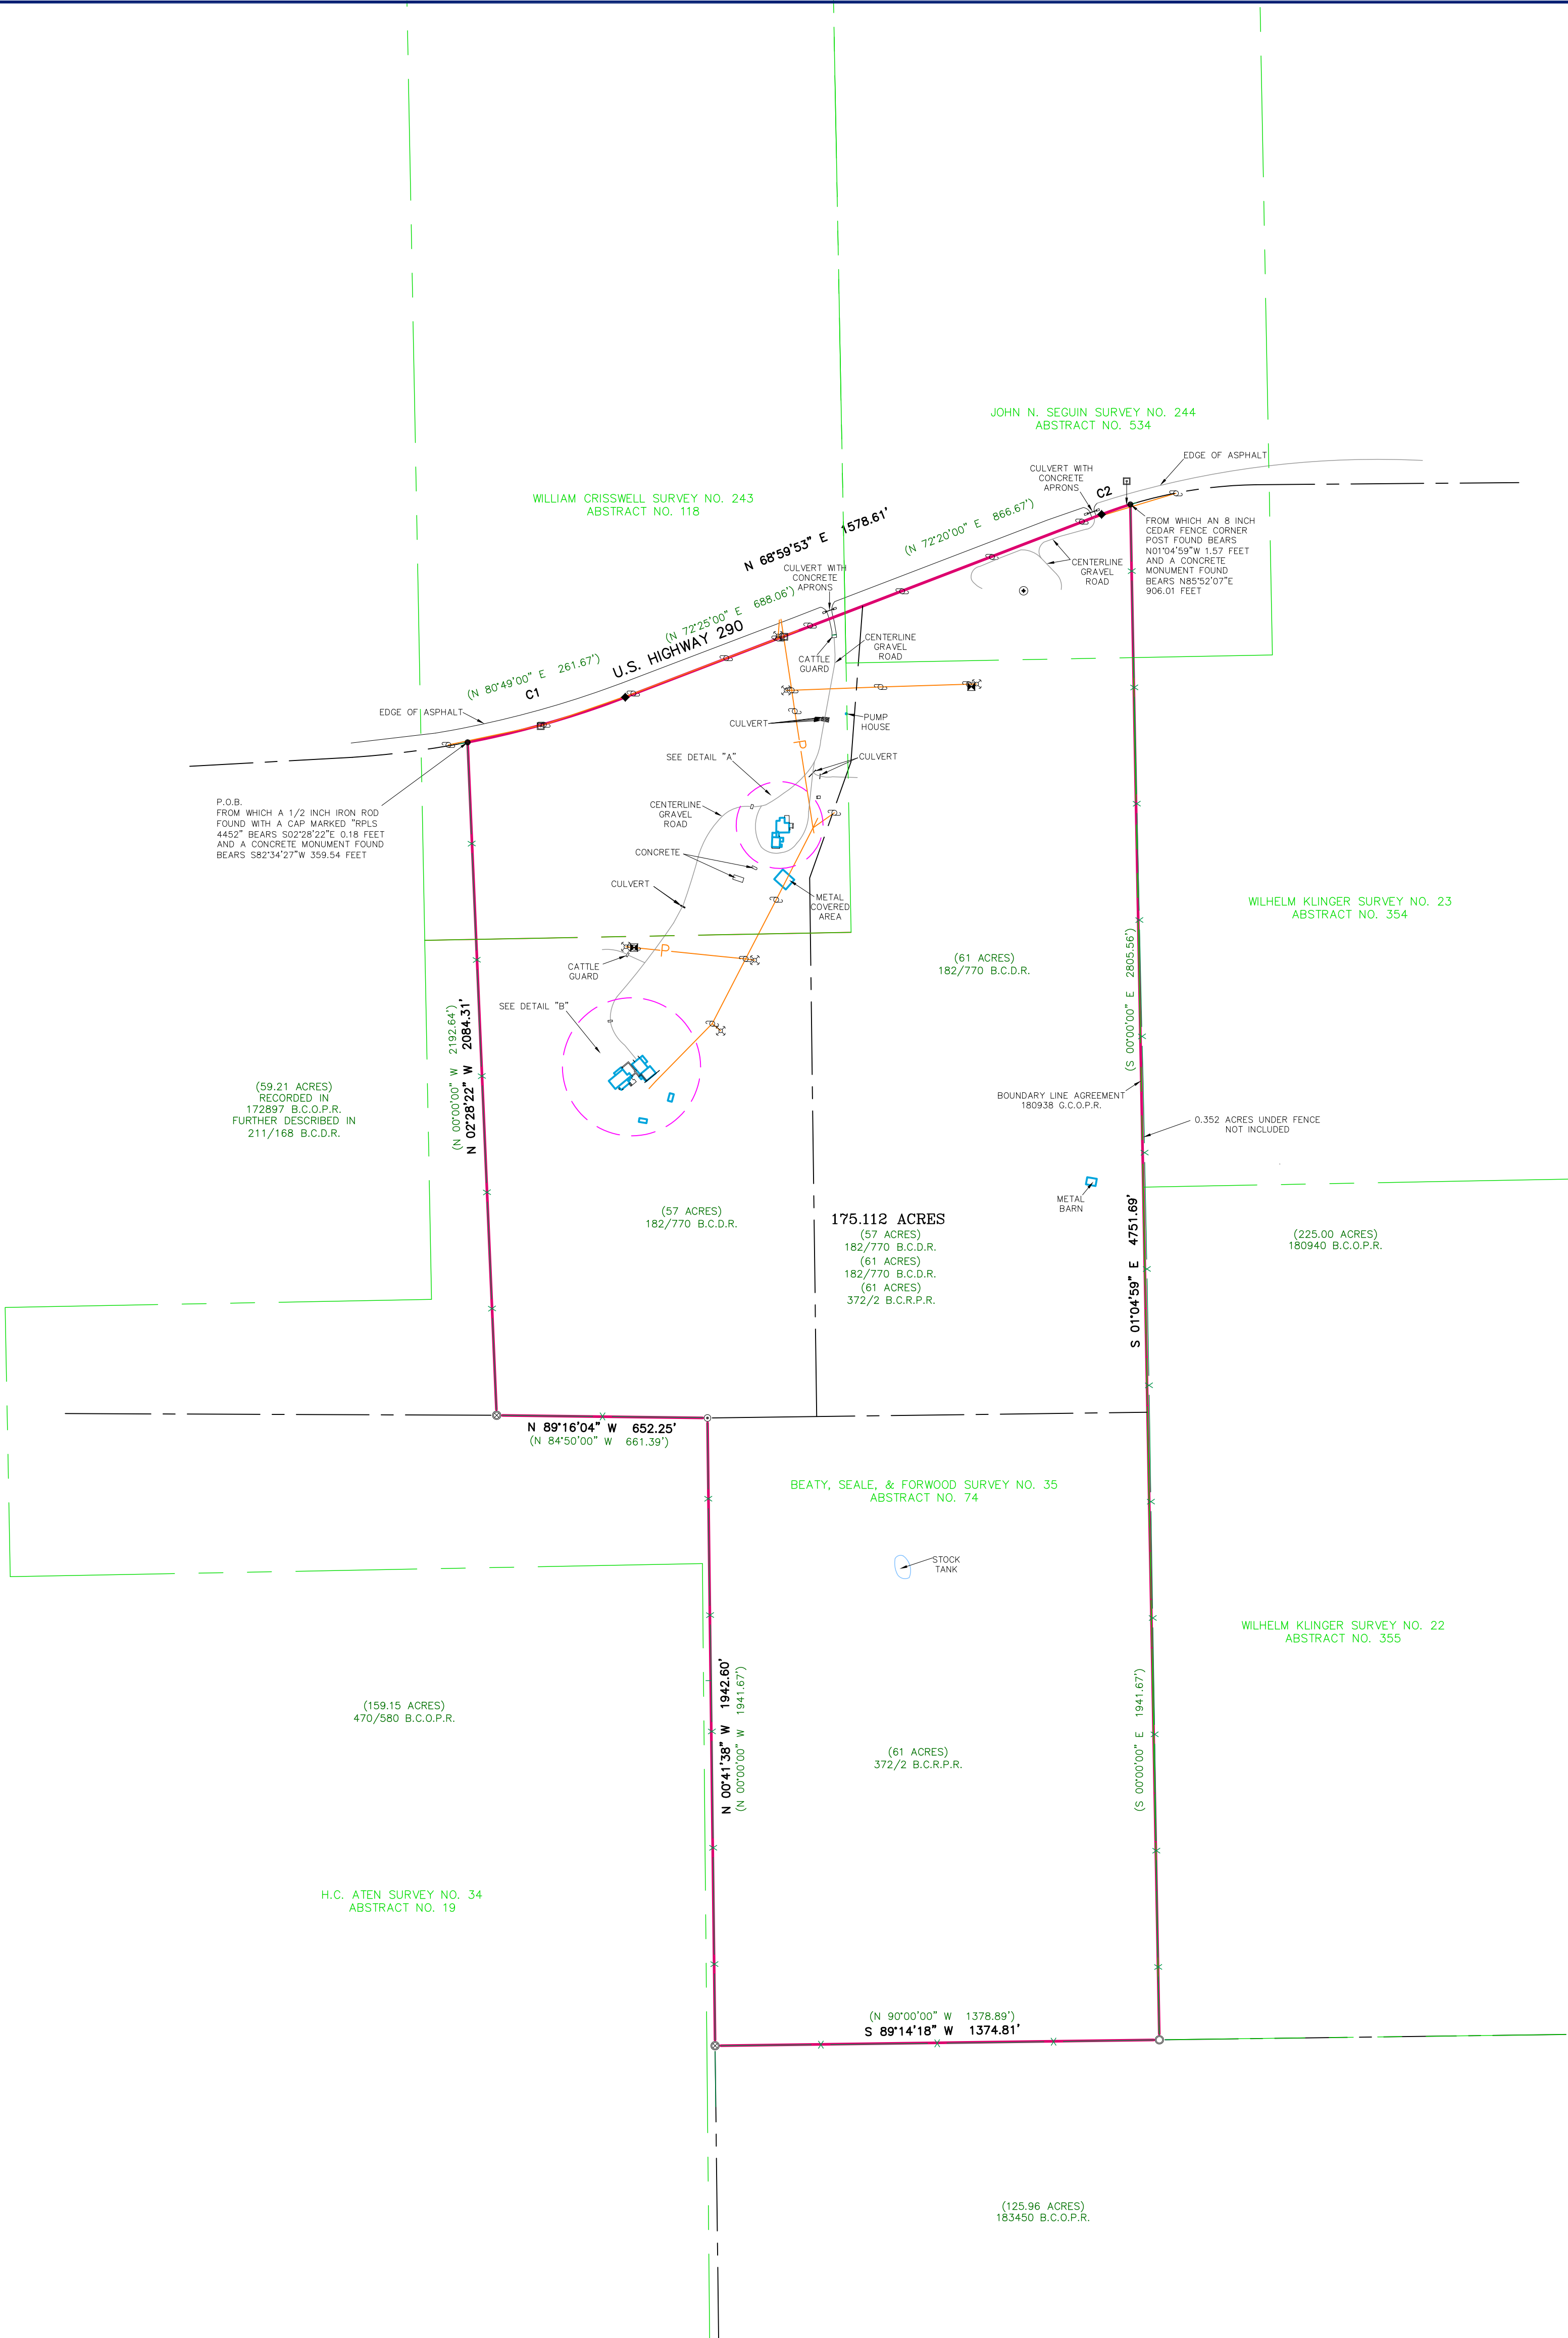 JOHN N. SEGUIN SURVEY NO. 244
ABSTRACT NO. 534
EDGE OF ASPHALT
CULVERT WITH
CONCRETE
APRONS
C2
WILLIAM CRISSWELL SURVEY NO. 243
ABSTRACT NO. 118
(N 72°20'00" E 866.67')
N 68°59'53" E 1578.61'
FROM WHICH AN 8 INCH
CEDAR FENCE CORNER
POST FOUND BEARS
N01°04'59"W 1.57 FEET
AND A CONCRETE
MONUMENT FOUND
BEARS N85°52'07"E
906.01 FEET
CENTERLINE
GRAVEL
ROAD
CULVERT WITH
CONCRETE
APRONS
(N 72°25'00" E 688.06')
U.S. HIGHWAY 290
(N 80°49'00" E 261.67')
C1
CENTERLINE
GRAVEL
ROAD
CATTLE
GUARD
EDGE OF ASPHALT
CULVERT
PUMP
HOUSE
P
SEE DETAIL "A"
CULVERT
P.O.B.
FROM WHICH A 1/2 INCH IRON ROD
FOUND WITH A CAP MARKED "RPLS
4452" BEARS S02°28'22"E 0.18 FEET
AND A CONCRETE MONUMENT FOUND
BEARS S82°34'27"W 359.54 FEET
CENTERLINE
GRAVEL
ROAD
CONCRETE
CULVERT
METAL
COVERED
AREA
WILHELM KLINGER SURVEY NO. 23
ABSTRACT NO. 354
P
CATTLE
GUARD
(61 ACRES)
182/770 B.C.D.R.
(S 00°00'00" E 2805.56')
SEE DETAIL "B"
(N 00°00'00" W 2192.64')
N 02°28'22" W 2084.31'
(59.21 ACRES)
RECORDED IN
172897 B.C.O.P.R.
FURTHER DESCRIBED IN
211/168 B.C.D.R.
BOUNDARY LINE AGREEMENT
180938 G.C.O.P.R.
0.352 ACRES UNDER FENCE
NOT INCLUDED
METAL
BARN
(57 ACRES)
182/770 B.C.D.R.
175.112 ACRES
(57 ACRES)
182/770 B.C.D.R.
(61 ACRES)
182/770 B.C.D.R.
(61 ACRES)
372/2 B.C.R.P.R.
S 01°04'59" E 4751.69'
(225.00 ACRES)
180940 B.C.O.P.R.
N 89°16'04" W 652.25'
(N 84°50'00" W 661.39')
BEATY, SEALE, & FORWOOD SURVEY NO. 35
ABSTRACT NO. 74
STOCK
TANK
WILHELM KLINGER SURVEY NO. 22
ABSTRACT NO. 355
(159.15 ACRES)
470/580 B.C.O.P.R.
N 00°41'38" W 1942.60'
(N 00°00'00" W 1941.67')
(S 00°00'00" E 1941.67')
(61 ACRES)
372/2 B.C.R.P.R.
H.C. ATEN SURVEY NO. 34
ABSTRACT NO. 19
(N 90°00'00" W 1378.89')
S 89°14'18" W 1374.81'
(125.96 ACRES)
183450 B.C.O.P.R.